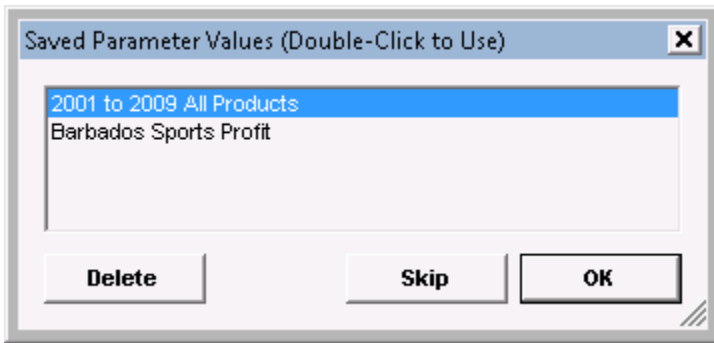 Saved Parameter Values (Double-Click to Use)
2001 to 2009 All Products
Barbados Sports Profit
Delete
Skip
OK